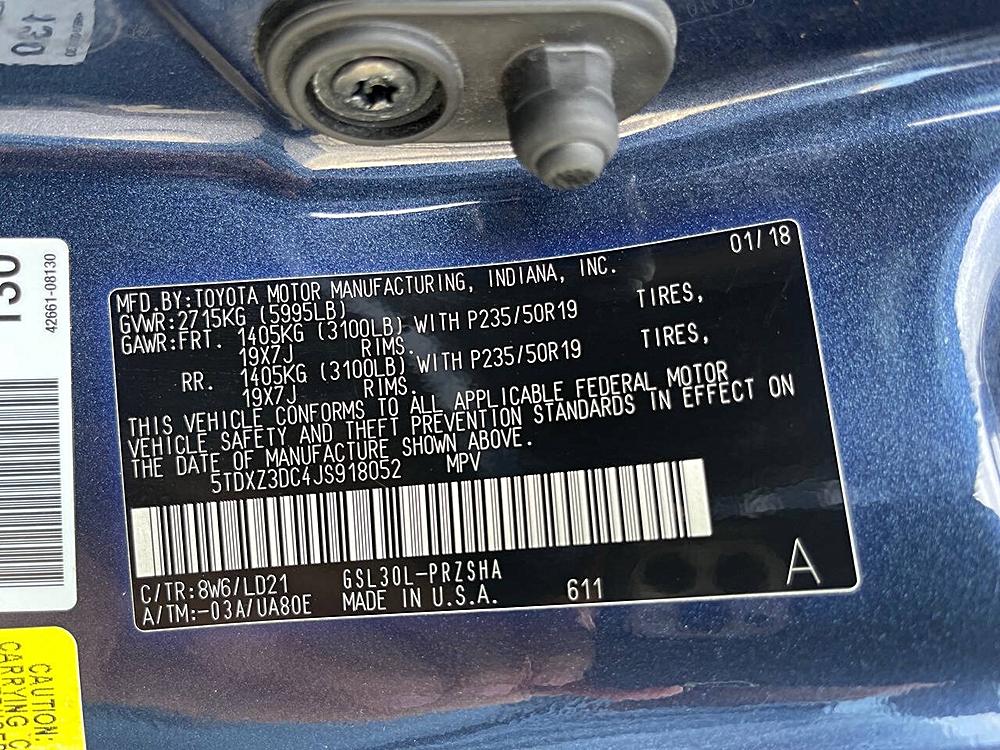 130
42661-08130
130
MFD.BY:TOYOTA MOTOR MANUFACTURING, INDIANA, INC. 01/18
GVWR:2715KG (5995LB)
GAWR:FRT. 1405KG (3100LB) WITH P235/50R19 TIRES,
19X7J RIMS.
RR. 1405KG (3100LB) WITH P235/50R19 TIRES,
19X7J RIMS.
THIS VEHICLE CONFORMS TO ALL APPLICABLE FEDERAL MOTOR
VEHICLE SAFETY AND THEFT PREVENTION STANDARDS IN EFFECT ON
THE DATE OF MANUFACTURE SHOWN ABOVE.
5TDXZ3DC4JS918052 MPV
C/TR:8W6/LD21 GSL30L-PRZSHA
A/TM:-03A/UA80E MADE IN U.S.A. 611 A
CAUTION:
CARRYING